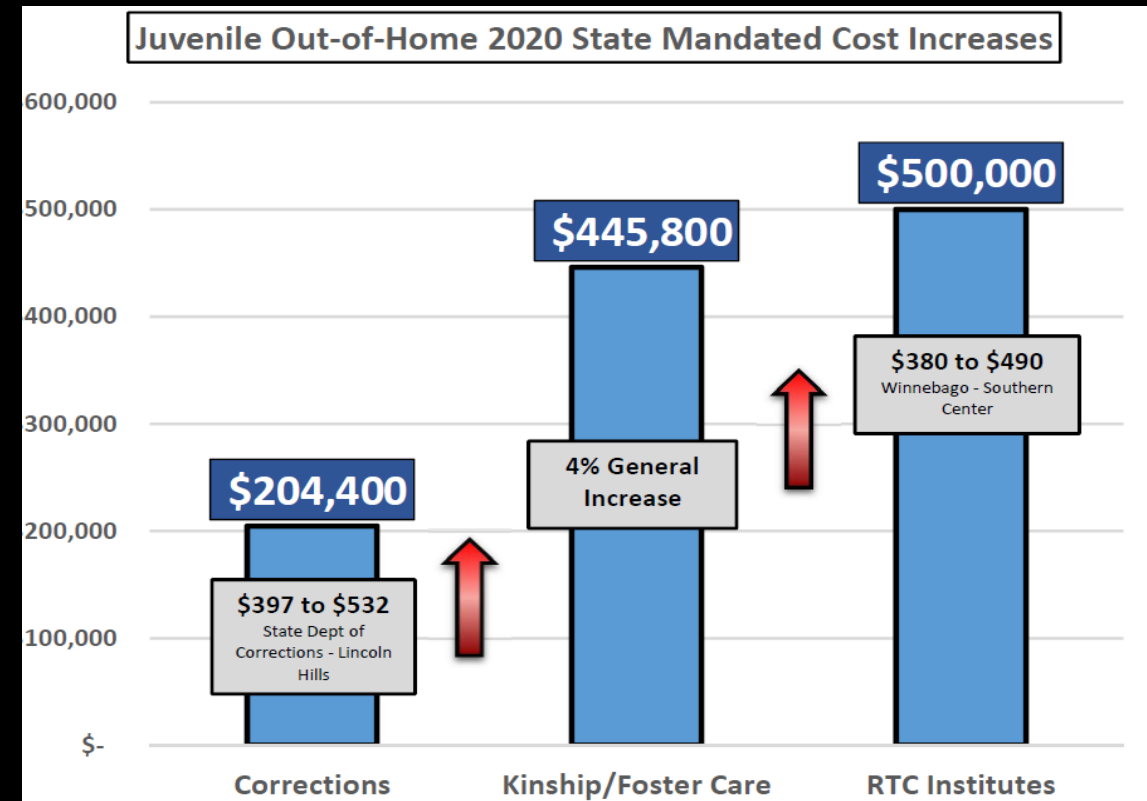 Juvenile Out-of-Home 2020 State Mandated Cost Increases
600,000
500,000
400,000
300,000
200,000
100,000
$-
$204,400
$397 to $532
State Dept of
Corrections - Lincoln
Hills
$445,800
4% General
Increase
$500,000
$380 to $490
Winnebago - Southern
Center
Corrections
Kinship/Foster Care
RTC Institutes